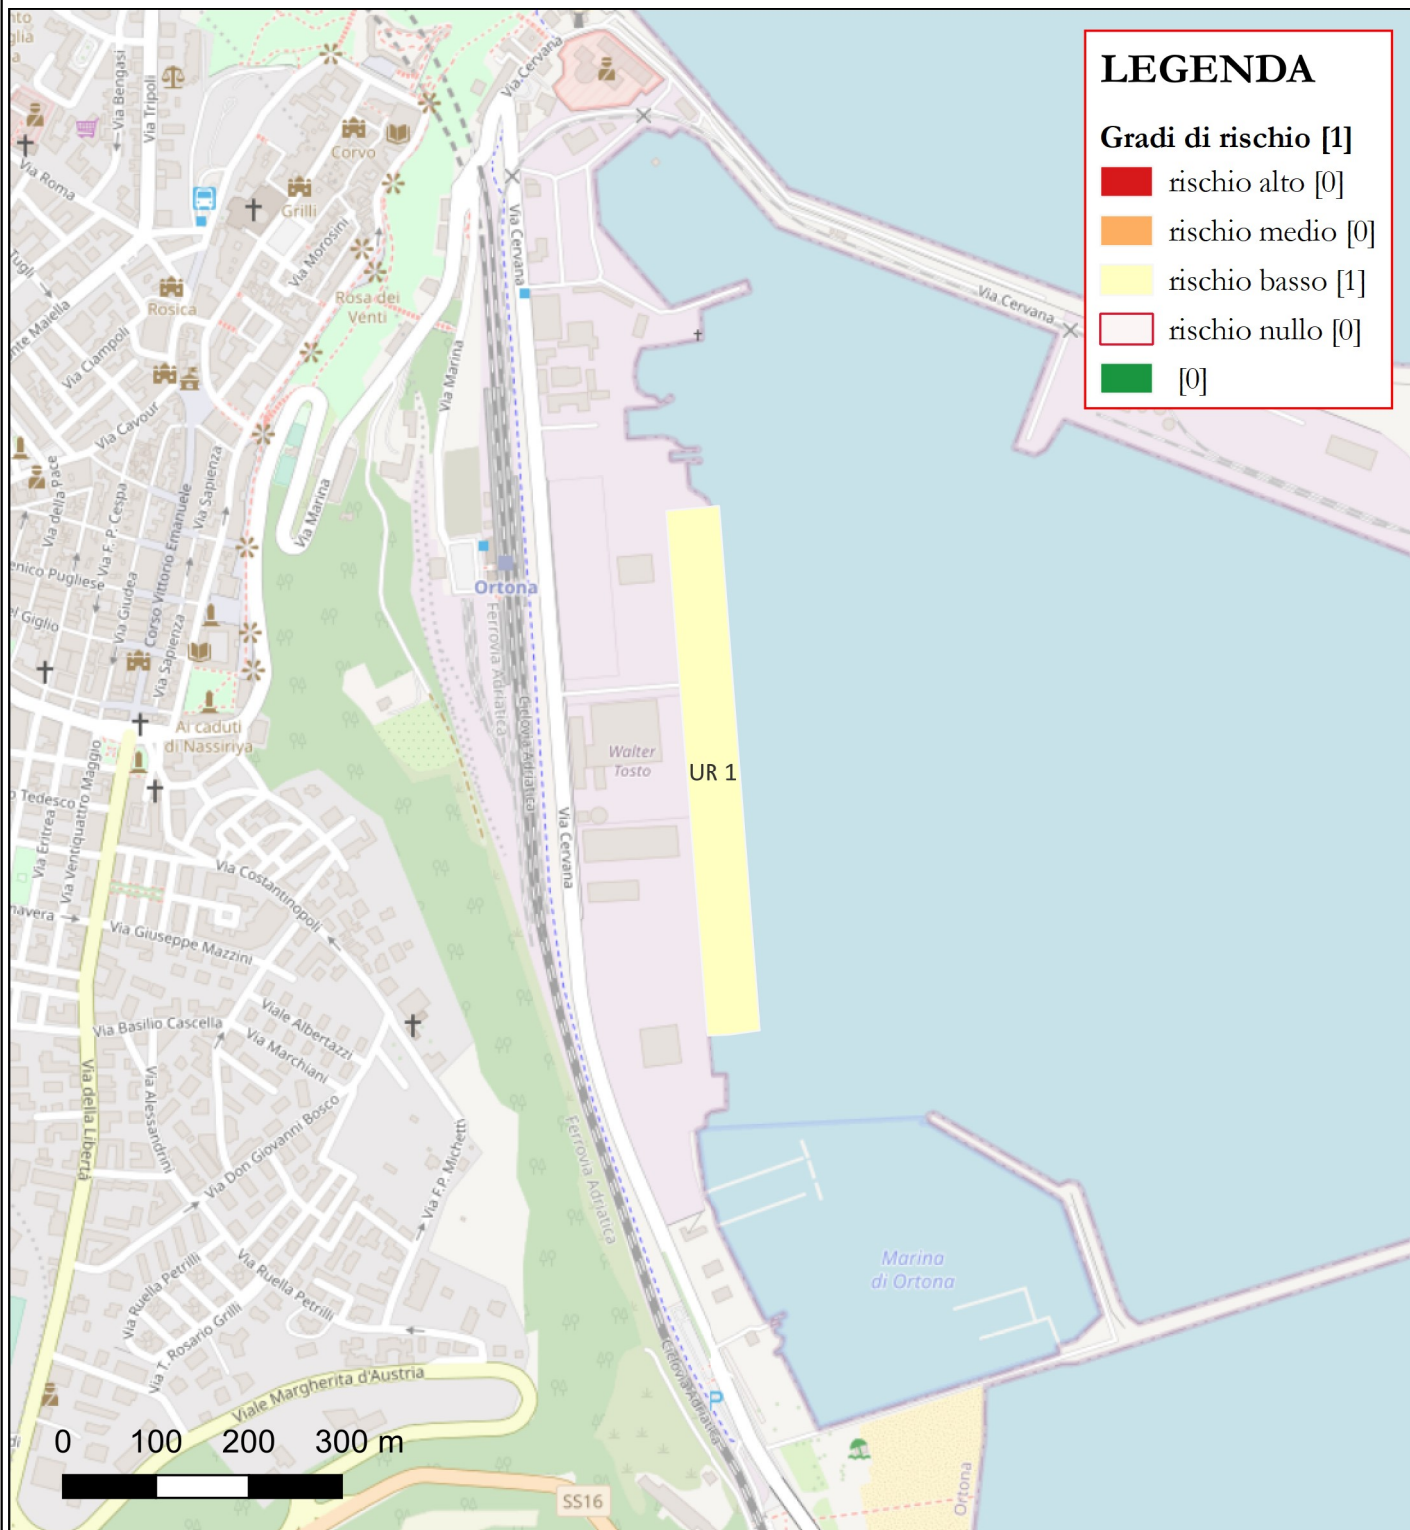 LEGENDA
Gradi di rischio [1]
rischio alto [0]
rischio medio [0]
rischio basso [1]
rischio nullo [0]
[0]
Via Bengasi
Via Tripoli
Via Cervana
Via Roma
Corvo
Grilli
Via Morosini
Via Cervana
Rosica
Rosa dei
Venti
Via Cervana
Via Ciampoli
Via Marina
Via Cavour
Via Sapienza
Via della Pace
Via F. P. Cespa
Corso Vittorio Emanuele
Via Marina
Via Giudea
Ortona
Ferrovia Adriatica
Via Sapienza
Ciclovia Adriatica
Ai caduti
di Nassiriya
Walter
Tosto
UR 1
Via Ventiquattro Maggio
Via Eritrea
Via Cervana
Via Costantinopoli
Via Giuseppe Mazzini
Via Basilio Cascella
Viale Albertazzi
Via Marchiani
Via della Libertà
Via Alessandrini
Via Don Giovanni Bosco
Via F.P. Michetti
Ferrovia Adriatica
Marina
di Ortona
Via Ruella Petrilli
Via Ruella Petrilli
Via T. Rosario Grilli
Viale Margherita d'Austria
Ciclovia Adriatica
P
0 100 200 300 m
SS16
Ortona